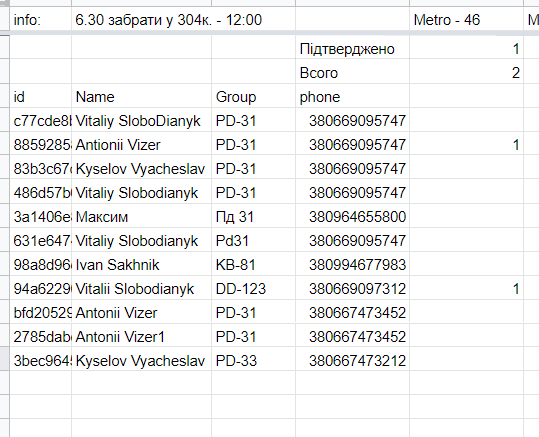 info: 6.30 забрати у 304к. - 12:00 Metro - 46 M
Підтверджено 1
Всого 2
id Name Group phone
c77cde8 Vitaliy SloboDianyk PD-31 380669095747
8859285 Antionii Vizer PD-31 380669095747 1
83b3c67 Kyselov Vyacheslav PD-31 380669095747
486d57b Vitaliy Slobodianyk PD-31 380669095747
3a1406e Максим Пд 31 380964655800
631e647 Vitaliy Slobodianyk Pd31 380669095747
98a8d96 Ivan Sakhnik KB-81 380994677983
94a6229 Vitalii Slobodianyk DD-123 380669097312 1
bfd20529 Antonii Vizer PD-31 380667473452
2785dab Antonii Vizer1 PD-31 380667473452
3bec964 Kyselov Vyacheslav PD-33 380667473212